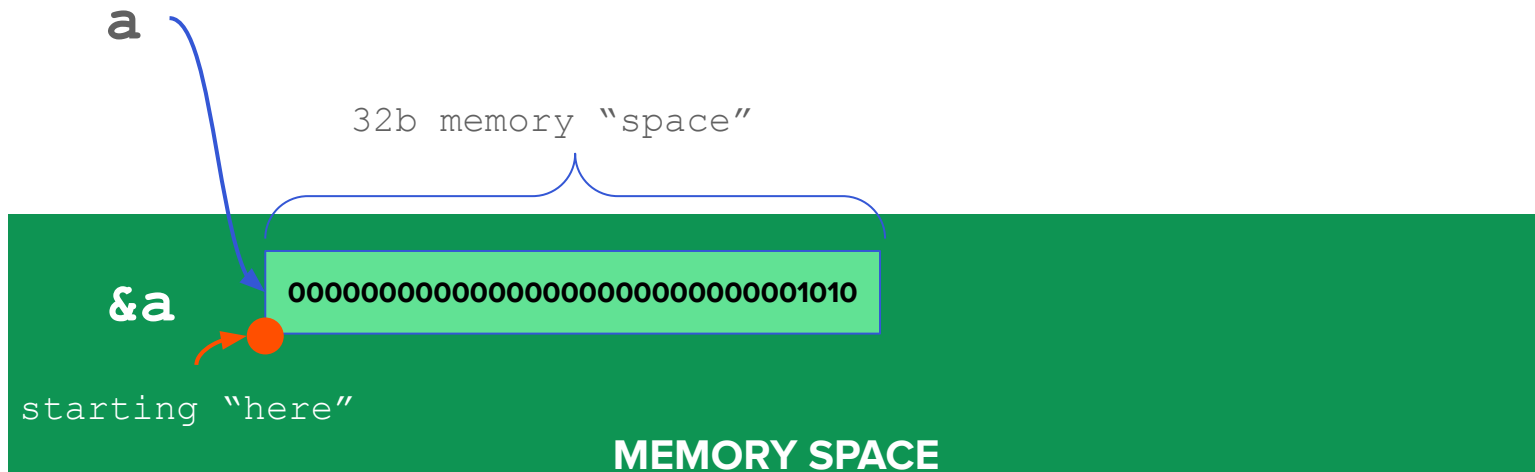 a
32b memory “space”
00000000000000000000000000001010
&a
starting “here”
MEMORY SPACE